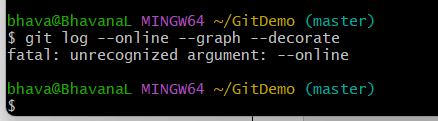 bhava@BhavanaL MINGW64 ~/GitDemo (master)
$ git log --online --graph --decorate
fatal: unrecognized argument: --online
bhava@BhavanaL MINGW64 ~/GitDemo (master)
$